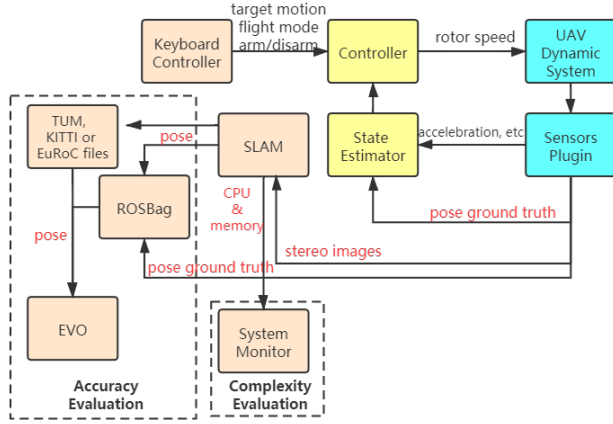 target motion
flight mode
arm/disarm
Keyboard
Controller
Controller
rotor speed
UAV
Dynamic
System
TUM,
KITTI or
EuRoC files
pose
SLAM
State
Estimator
accelebration, etc
Sensors
Plugin
ROSBag
CPU
&
memory
pose
pose ground truth
stereo images
pose ground truth
EVO
System
Monitor
Accuracy
Evaluation
Complexity
Evaluation